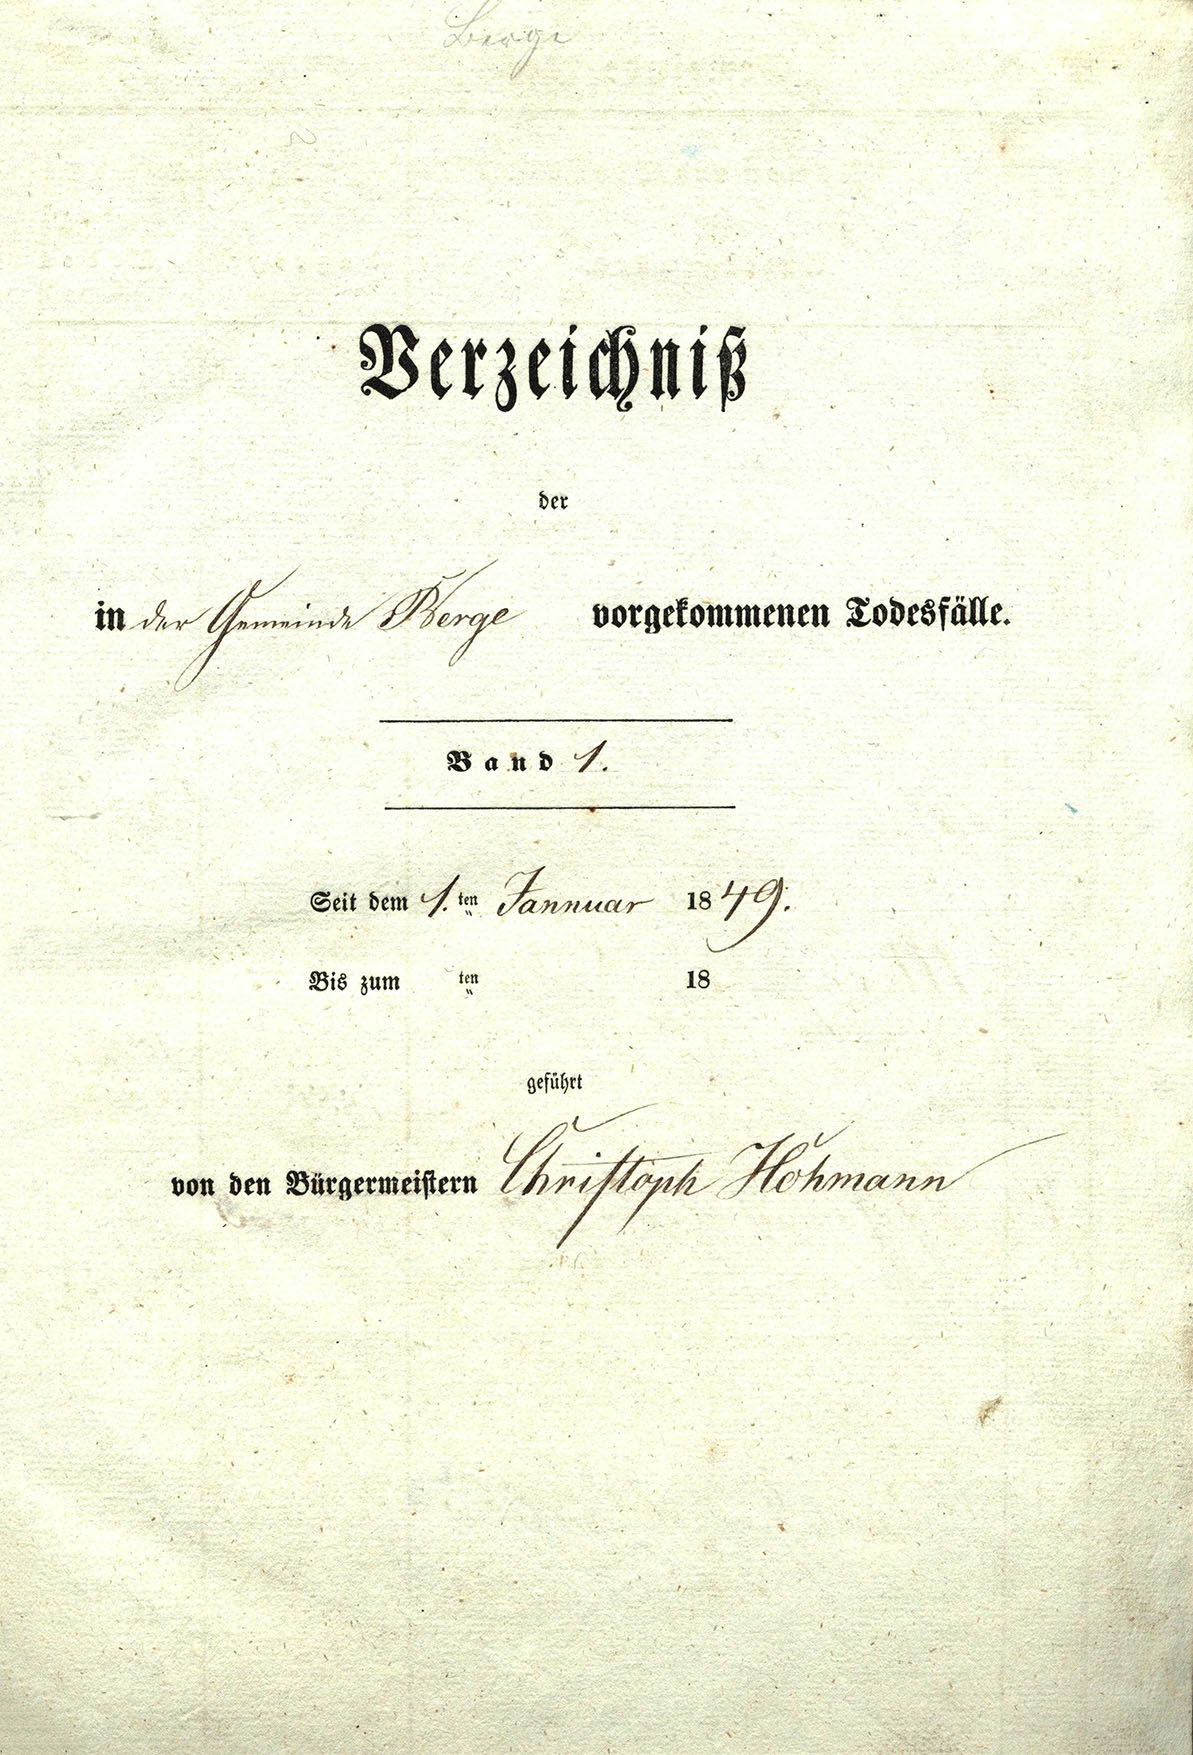 Berge
Verzeichniß
der
in der Gemeinde Berge vorgekommenen Todesfälle.
Band 1.
Seit dem 1. ten Jannuar 1849.
Bis zum ten 18
geführt
von den Bürgermeistern Christoph Hohmann